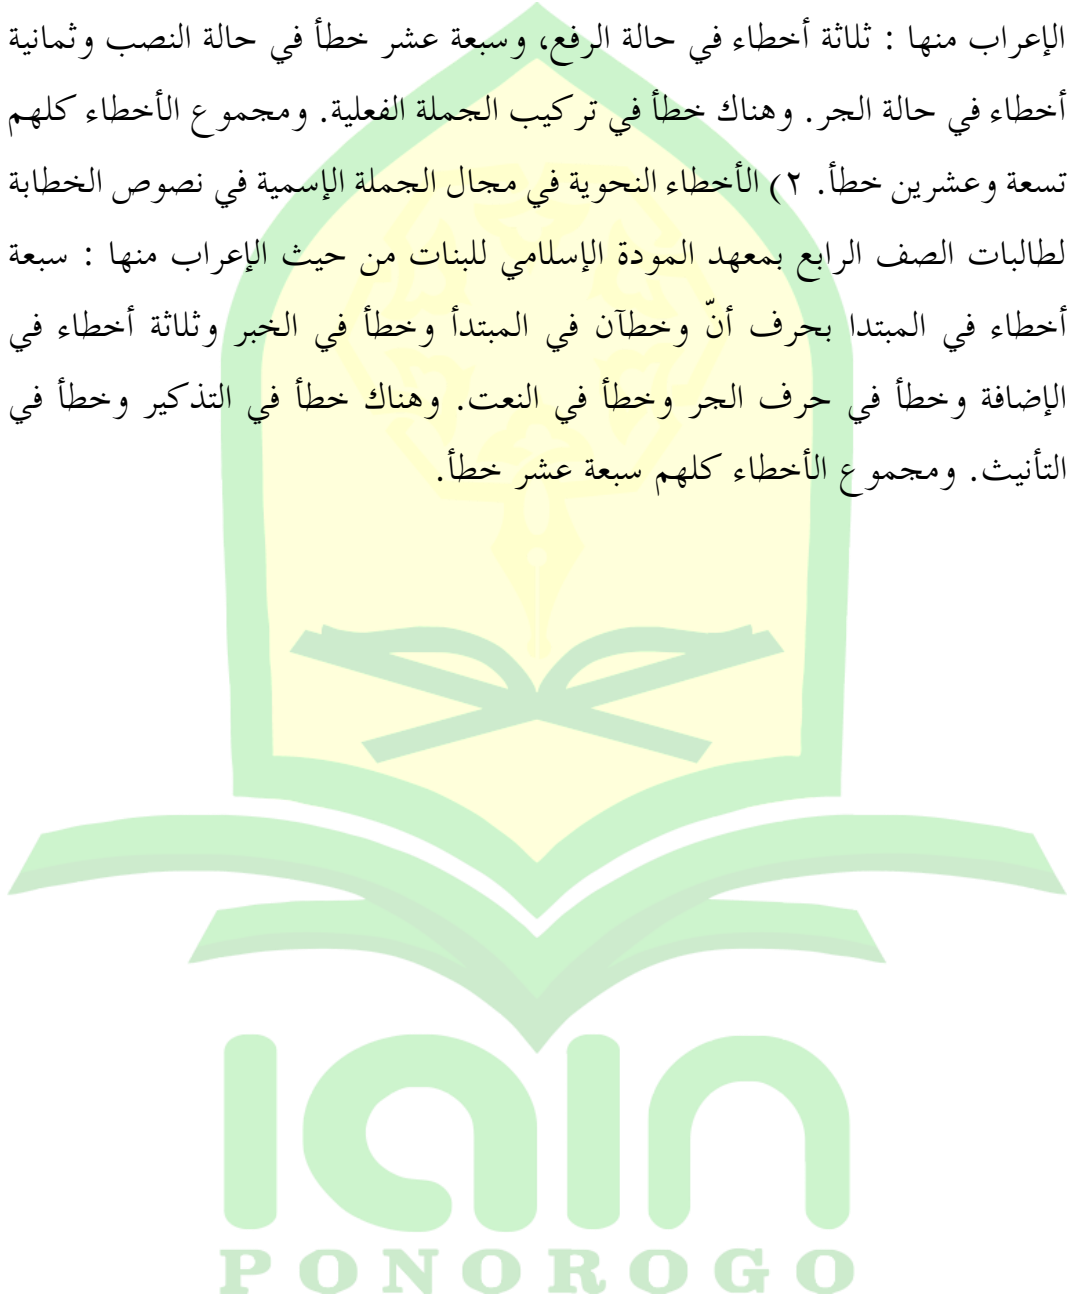 الإعراب منها : ثلاثة أخطاء في حالة الرفع، وسبعة عشر خطأ في حالة النصب وثمانية
أخطاء في حالة الجر. وهناك خطأ في تركيب الجملة الفعلية. ومجموع الأخطاء كلهم
تسعة وعشرين خطأ. ٢) الأخطاء النحوية في مجال الجملة الإسمية في نصوص الخطابة
لطالبات الصف الرابع بمعهد المودة الإسلامي للبنات من حيث الإعراب منها : سبعة
أخطاء في المبتدا بحرف أنّ وخطآن في المبتدأ وخطأ في الخبر وثلاثة أخطاء في
الإضافة وخطأ في حرف الجر وخطأ في النعت. وهناك خطأ في التذكير وخطأ في
التأنيث. ومجموع الأخطاء كلهم سبعة عشر خطأ.
IAIN
PONOROGO